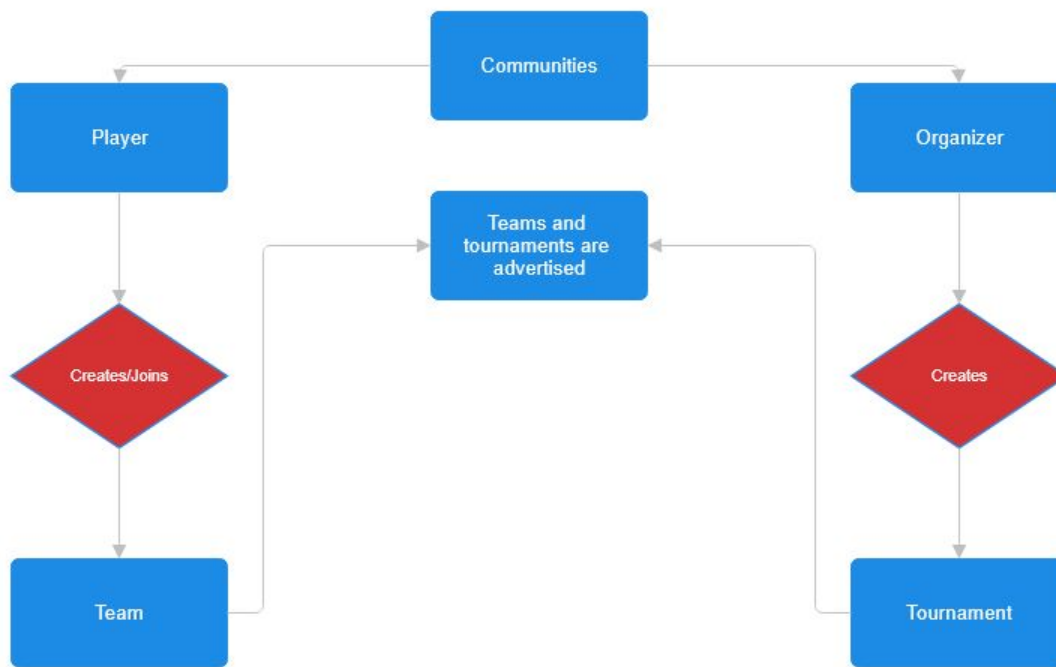 Communities
Player
Organizer
Teams and
tournaments are
advertised
Creates/Joins
Creates
Team
Tournament